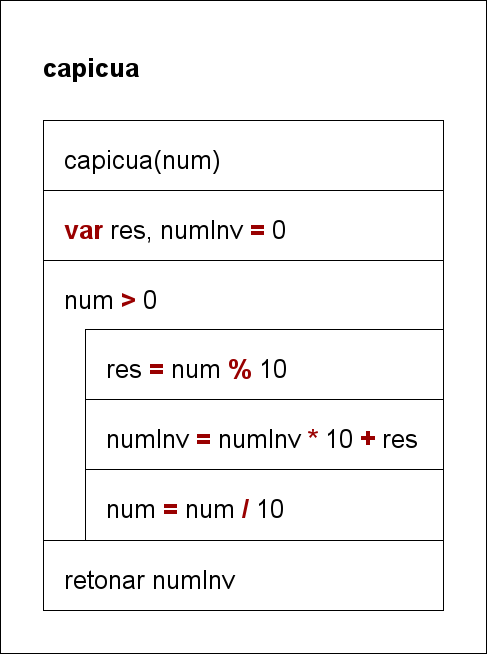 capicua
capicua(num)
var res, numInv = 0
num > 0
res = num % 10
numInv = numInv * 10 + res
num = num / 10
retonar numInv